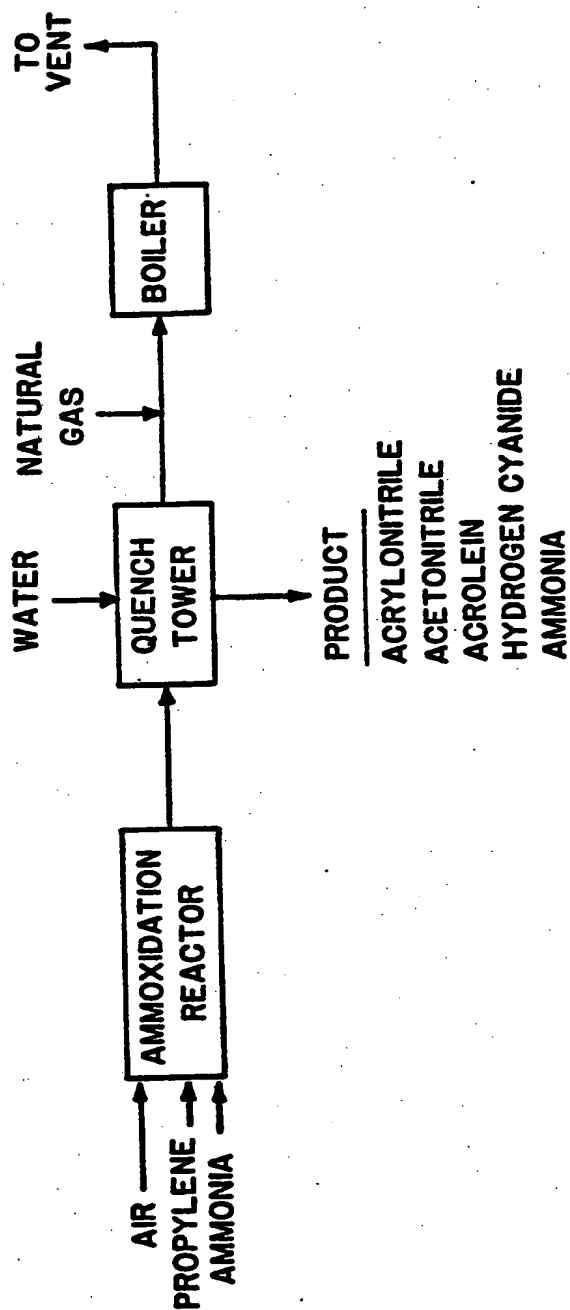 AIR
PROPYLENE
AMMONIA
AMMOXIDATION
REACTOR
WATER
QUENCH
TOWER
NATURAL
GAS
BOILER
TO
VENT
PRODUCT
ACRYLONITRILE
ACETONITRILE
ACROLEIN
HYDROGEN CYANIDE
AMMONIA